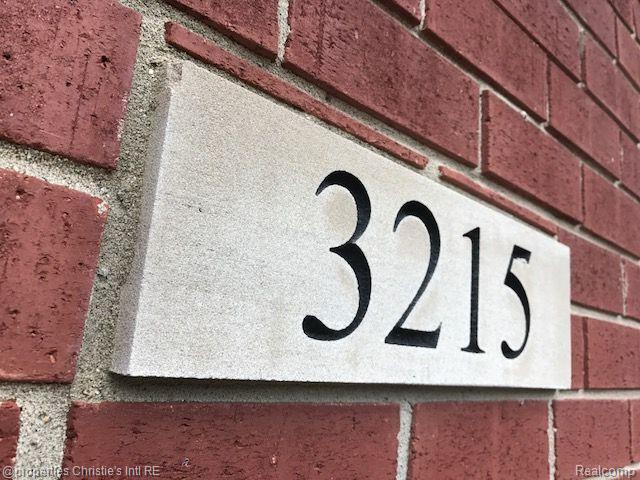 3215
@properties Christie's Intl RE
Realcomp